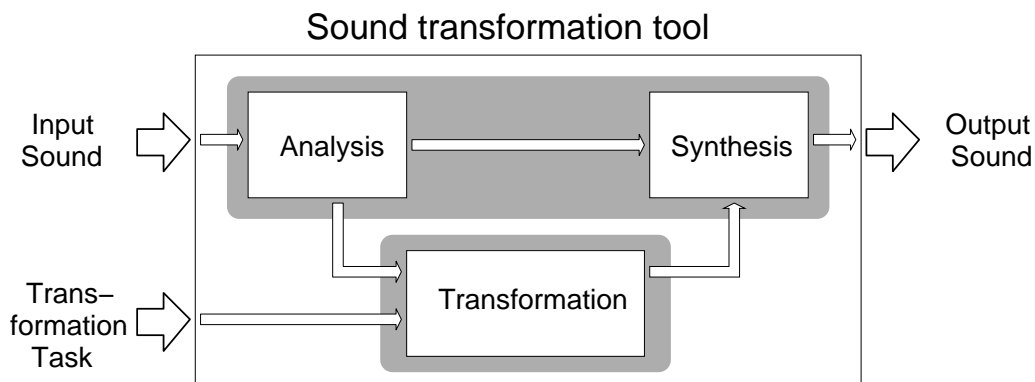 Sound transformation tool
Input
Sound
Analysis
Synthesis
Output
Sound
Trans−
formation
Task
Transformation